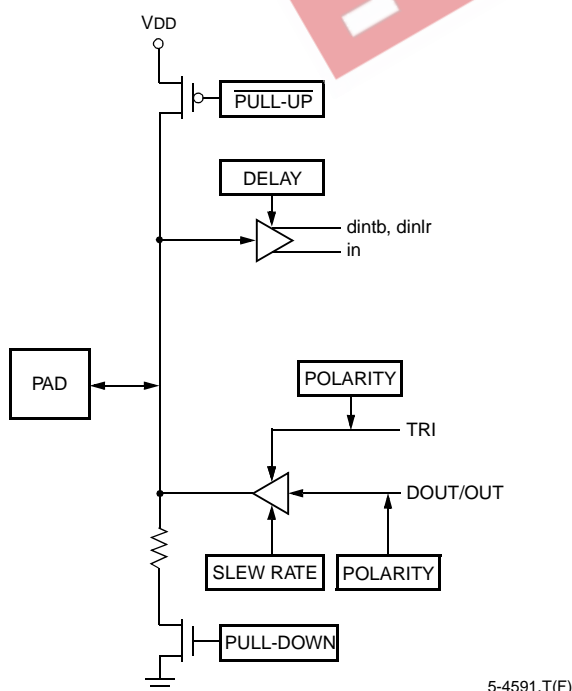 VDD
PULL-UP
DELAY
dintb, dinlr
in
PAD
POLARITY
TRI
DOUT/OUT
SLEW RATE
POLARITY
PULL-DOWN
5-4591.T(F)